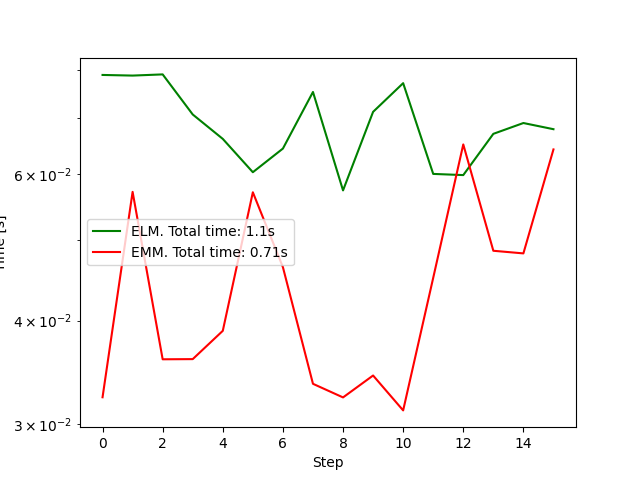 6 × 10⁻²
4 × 10⁻²
3 × 10⁻²
ELM. Total time: 1.1s
EMM. Total time: 0.71s
0 2 4 6 8 10 12 14
Step